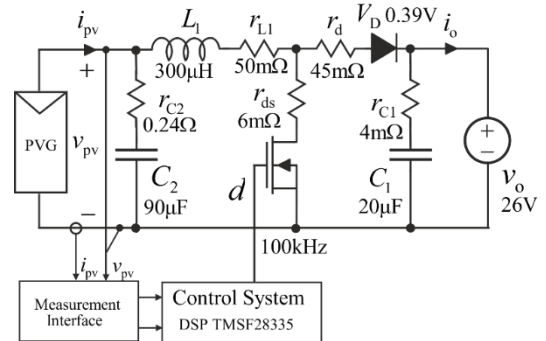 i_pv
L_1
r_L1
r_d
V_D 0.39V
i_o
+
300μH
50mΩ
45mΩ
r_C2
0.24Ω
r_ds
6mΩ
r_C1
4mΩ
PVG
v_pv
+
−
C_2
90μF
d
C_1
20μF
v_o
26V
−
100kHz
i_pv
v_pv
Measurement
Interface
Control System
DSP TMSF28335